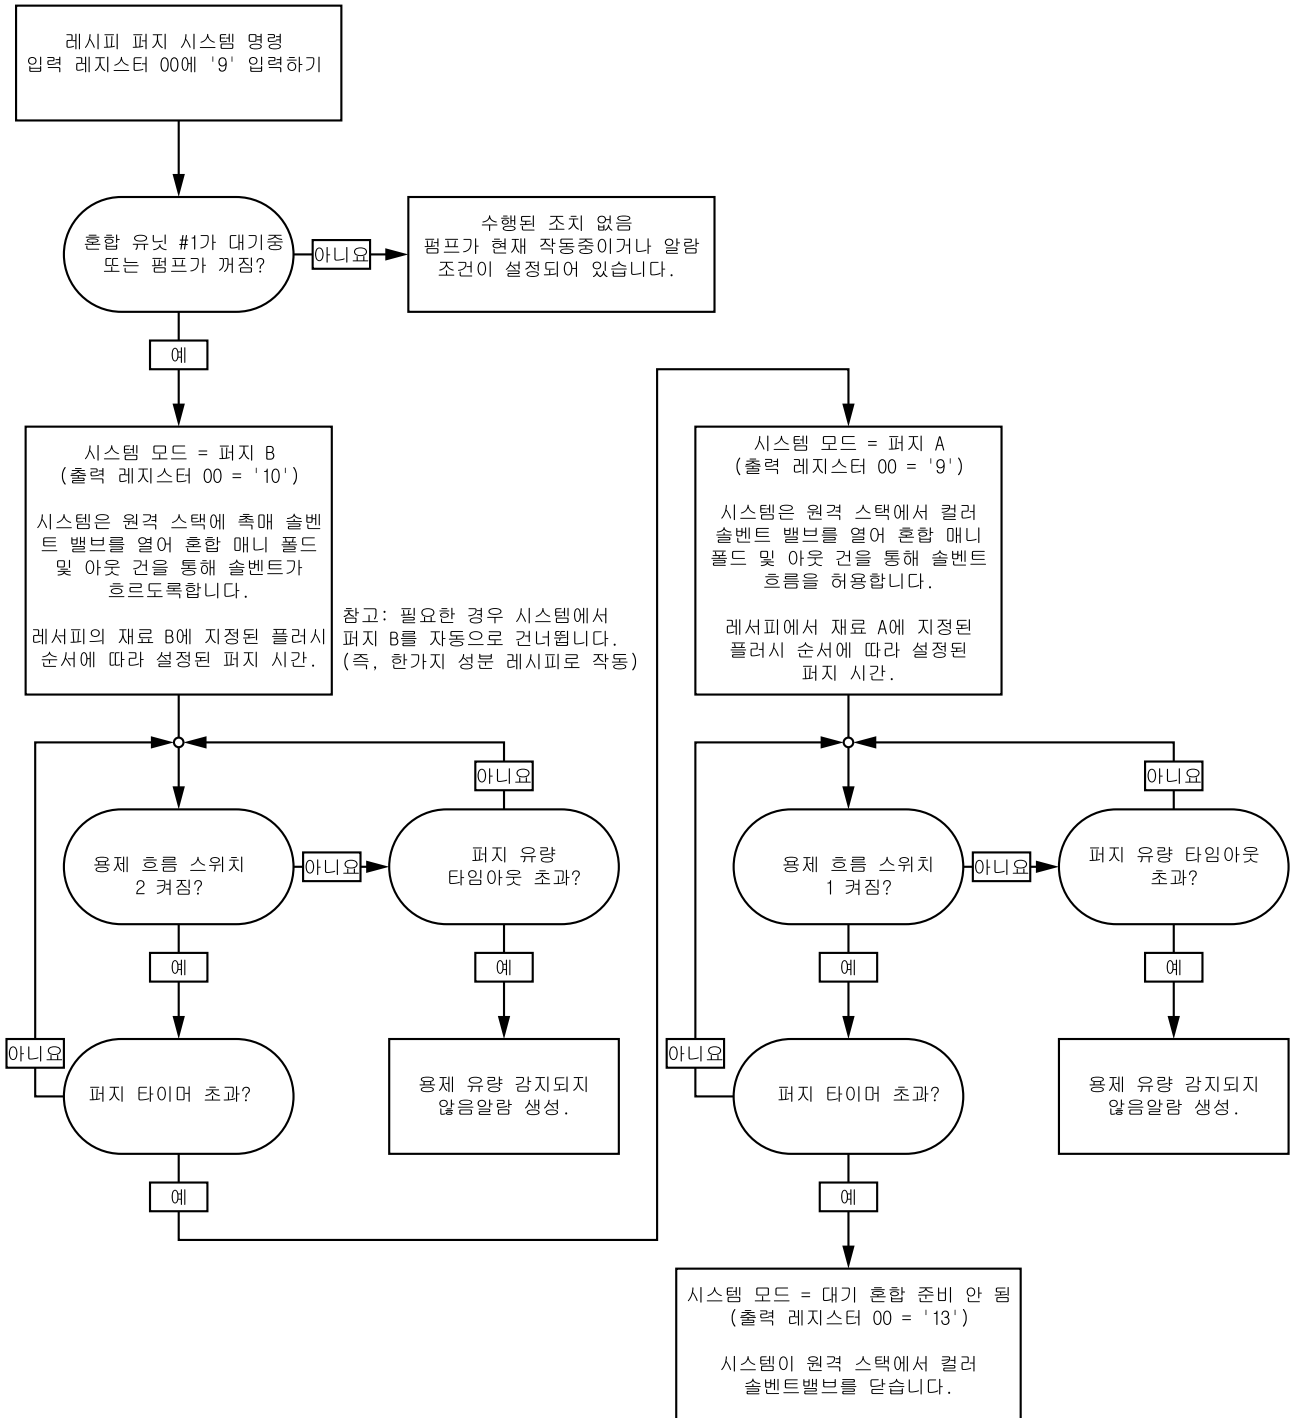 레시피 퍼지 시스템 명령
입력 레지스터 00에 '9' 입력하기
혼합 유닛 #1가 대기중
또는 펌프가 꺼짐?
아니요
수행된 조치 없음
펌프가 현재 작동중이거나 알람
조건이 설정되어 있습니다.
예
시스템 모드 = 퍼지 B
(출력 레지스터 00 = '10')
시스템은 원격 스택에 촉매 솔벤
트 밸브를 열어 혼합 매니 폴드
및 아웃 건을 통해 솔벤트가
흐르도록합니다.
레서피의 재료 B에 지정된 플러시
순서에 따라 설정된 퍼지 시간.
참고: 필요한 경우 시스템에서
퍼지 B를 자동으로 건너뜁니다.
(즉, 한가지 성분 레시피로 작동)
아니요
용제 흐름 스위치
2 켜짐?
아니요
퍼지 유량
타임아웃 초과?
예
예
아니요
퍼지 타이머 초과?
용제 유량 감지되지
않음알람 생성.
예
시스템 모드 = 퍼지 A
(출력 레지스터 00 = '9')
시스템은 원격 스택에서 컬러
솔벤트 밸브를 열어 혼합 매니
폴드 및 아웃 건을 통해 솔벤트
흐름을 허용합니다.
레서피에서 재료 A에 지정된
플러시 순서에 따라 설정된
퍼지 시간.
아니요
용제 흐름 스위치
1 켜짐?
아니요
퍼지 유량 타임아웃
초과?
예
예
아니요
퍼지 타이머 초과?
용제 유량 감지되지
않음알람 생성.
예
시스템 모드 = 대기 혼합 준비 안 됨
(출력 레지스터 00 = '13')
시스템이 원격 스택에서 컬러
솔벤트밸브를 닫습니다.